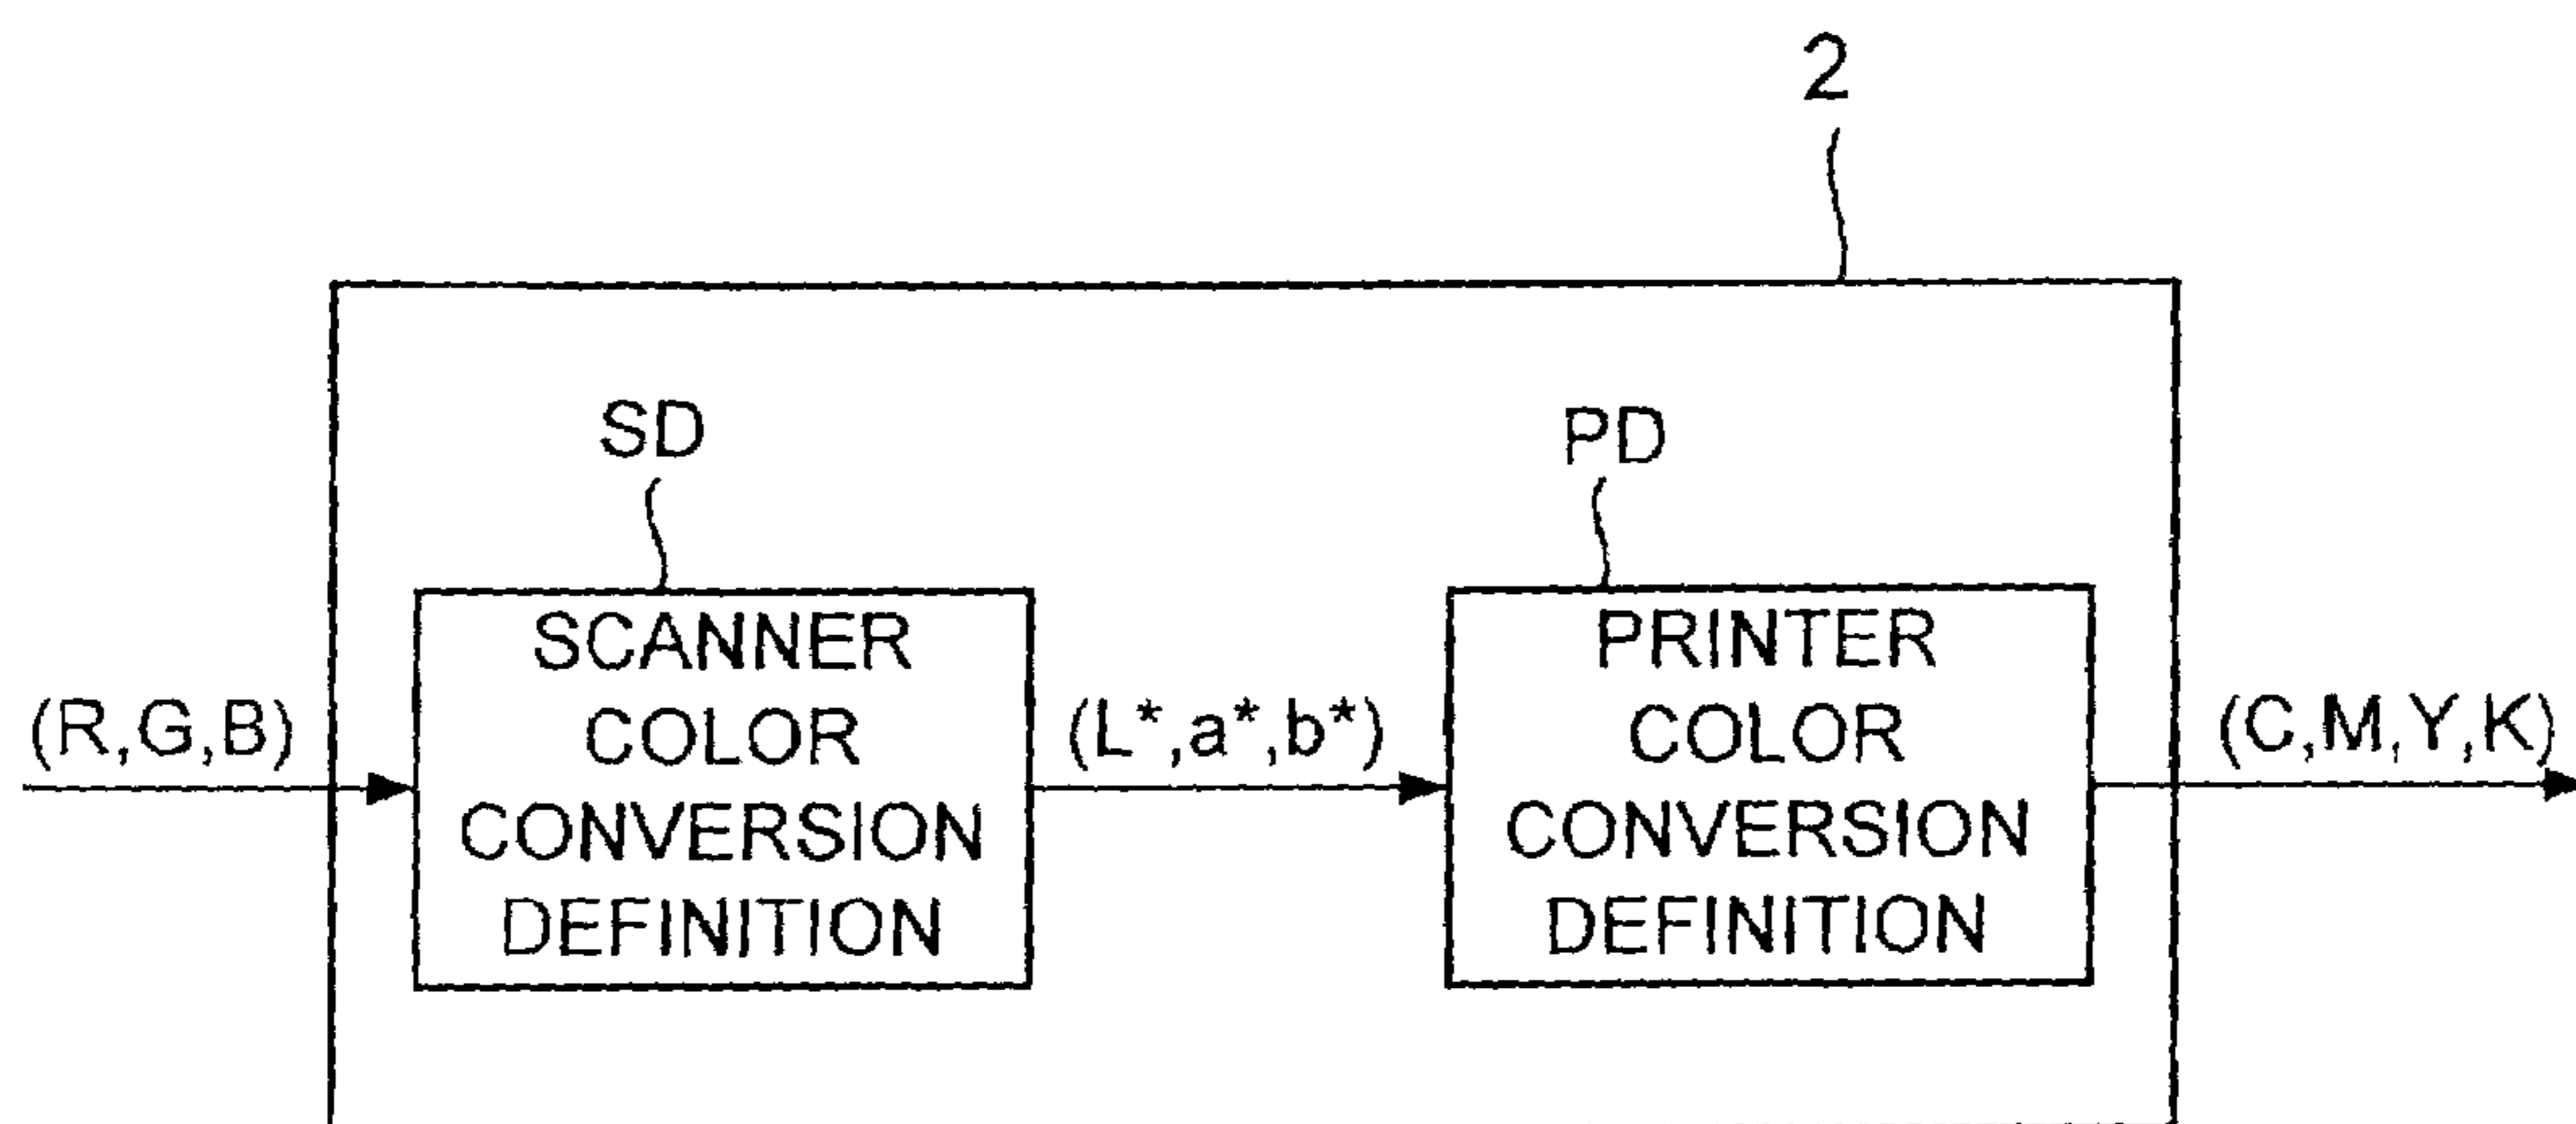 2
SD
PD
SCANNER
COLOR
CONVERSION
DEFINITION
PRINTER
COLOR
CONVERSION
DEFINITION
(R,G,B)
(L*,a*,b*)
(C,M,Y,K)